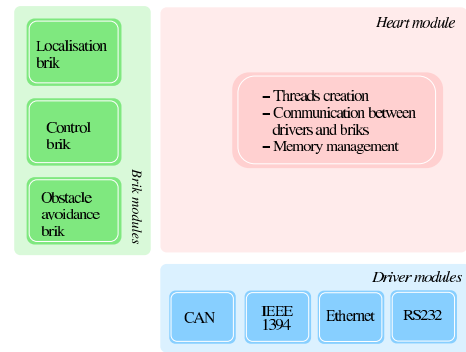 Localisation
brik
Control
brik
Obstacle
avoidance
brik
Brik modules
Heart module
– Threads creation
– Communication between
drivers and briks
– Memory management
Driver modules
CAN
IEEE
1394
Ethernet
RS232